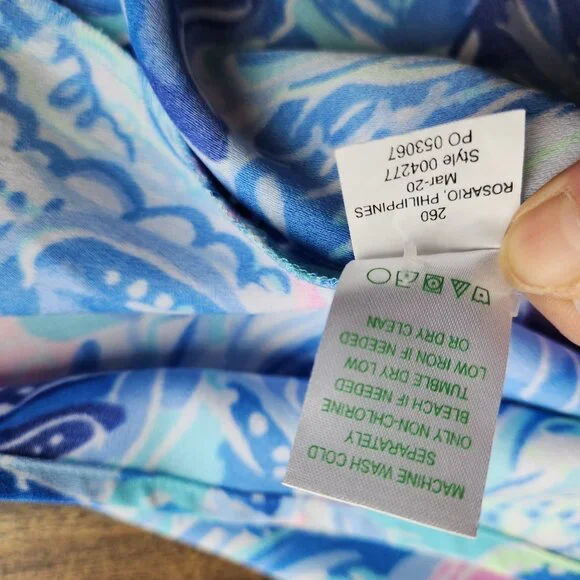 260
ROSARIO, PHILIPPINES
Mar-20
Style 004277
PO 053067
MACHINE WASH COLD
SEPARATELY
ONLY NON-CHLORINE
BLEACH IF NEEDED
TUMBLE DRY LOW
LOW IRON IF NEEDED
OR DRY CLEAN